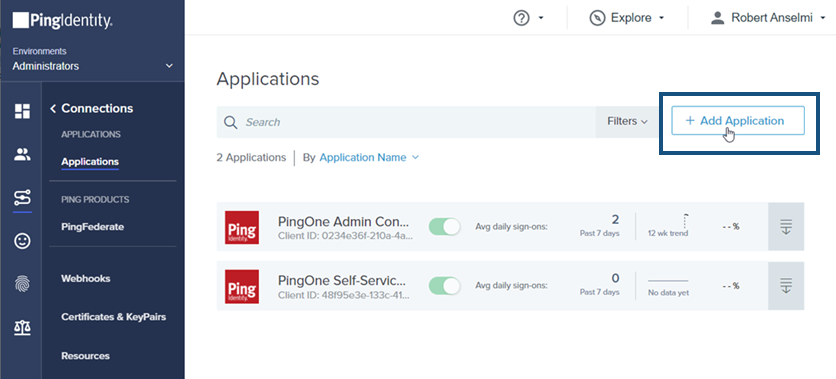 PingIdentity.
Environments
Administrators
Connections
APPLICATIONS
Applications
PING PRODUCTS
PingFederate
Webhooks
Certificates & KeyPairs
Resources
? Explore Robert Anselmi
Applications
Search Filters + Add Application
2 Applications By Application Name
Ping Identity. PingOne Admin Con...
Client ID: 0234e36f-210a-4a...
Avg daily sign-ons: 2
Past 7 days
12 wk trend
--%
Ping Identity. PingOne Self-Servic...
Client ID: 48f95e3e-133c-41...
Avg daily sign-ons: 0
Past 7 days
No data yet
--%